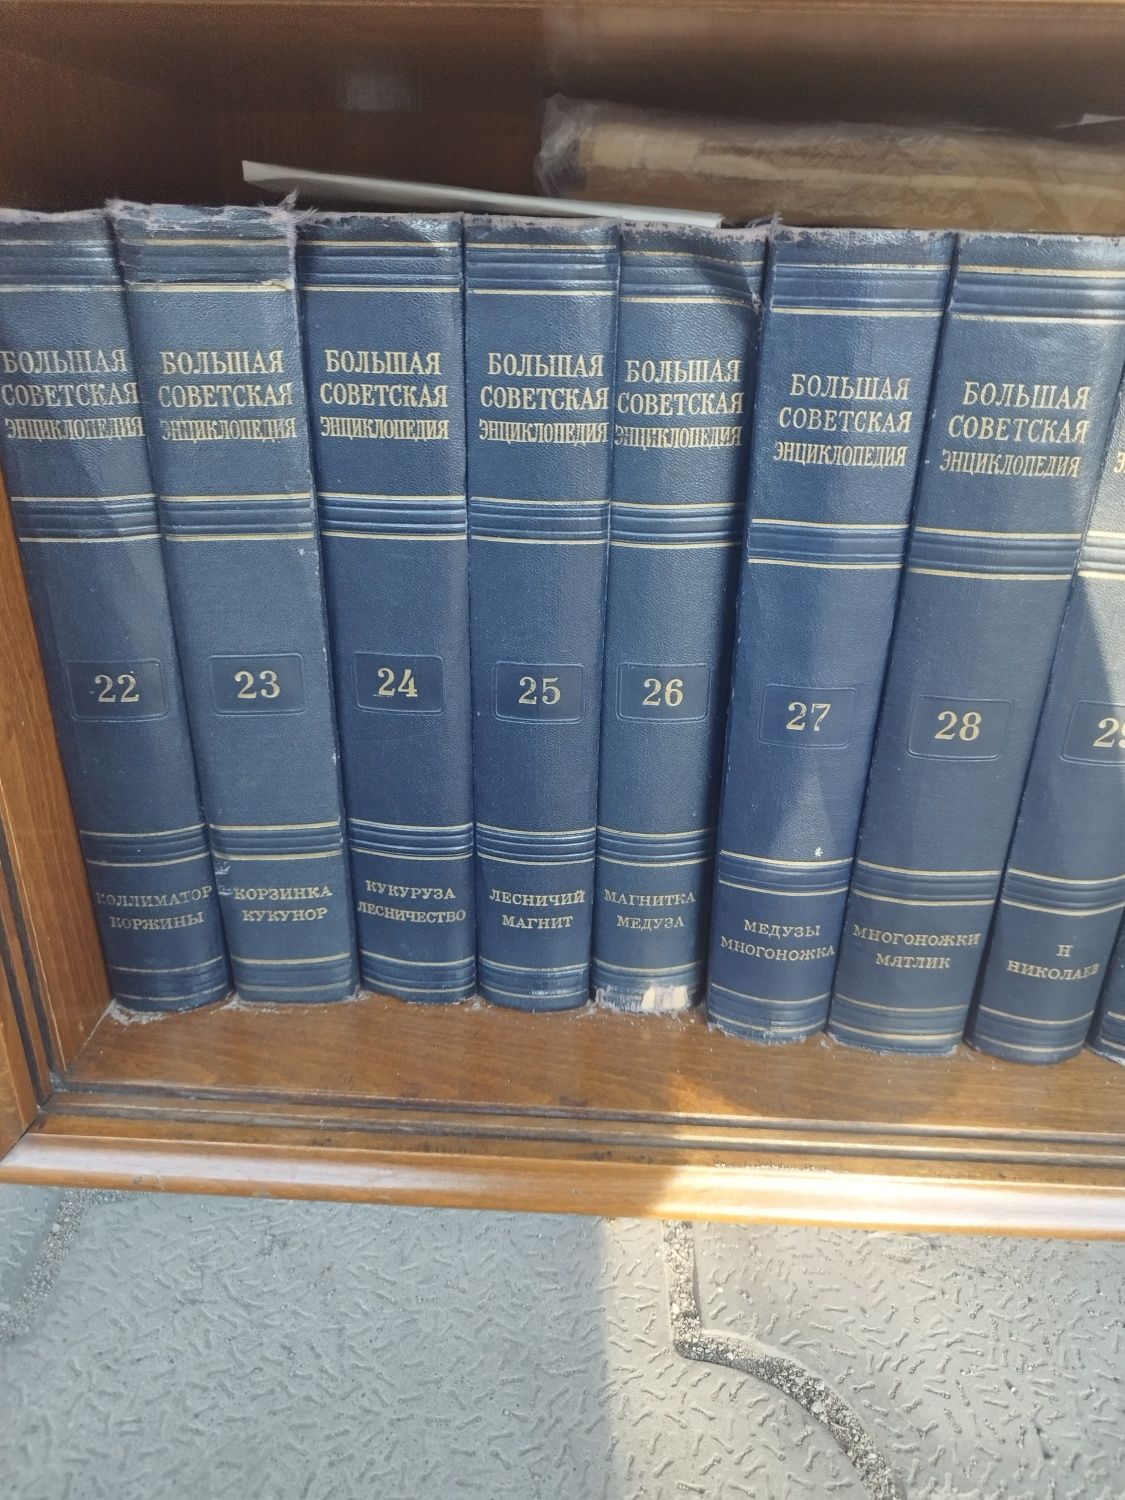 БОЛЬШАЯ
СОВЕТСКАЯ
ЭНЦИКЛОПЕДИЯ
22
КОЛЛИМАТОР
КОРЖИНЫ
БОЛЬШАЯ
СОВЕТСКАЯ
ЭНЦИКЛОПЕДИЯ
23
КОРЗИНКА
КУКУНОР
БОЛЬШАЯ
СОВЕТСКАЯ
ЭНЦИКЛОПЕДИЯ
24
КУКУРУЗА
ЛЕСНИЧЕСТВО
БОЛЬШАЯ
СОВЕТСКАЯ
ЭНЦИКЛОПЕДИЯ
25
ЛЕСНИЧИЙ
МАГНИТ
БОЛЬШАЯ
СОВЕТСКАЯ
ЭНЦИКЛОПЕДИЯ
26
МАГНИТКА
МЕДУЗА
БОЛЬШАЯ
СОВЕТСКАЯ
ЭНЦИКЛОПЕДИЯ
27
МЕДУЗЫ
МНОГОНОЖКА
БОЛЬШАЯ
СОВЕТСКАЯ
ЭНЦИКЛОПЕДИЯ
28
МНОГОНОЖКИ
МЯТЛИК
29
Н
НИКОЛАЕВ